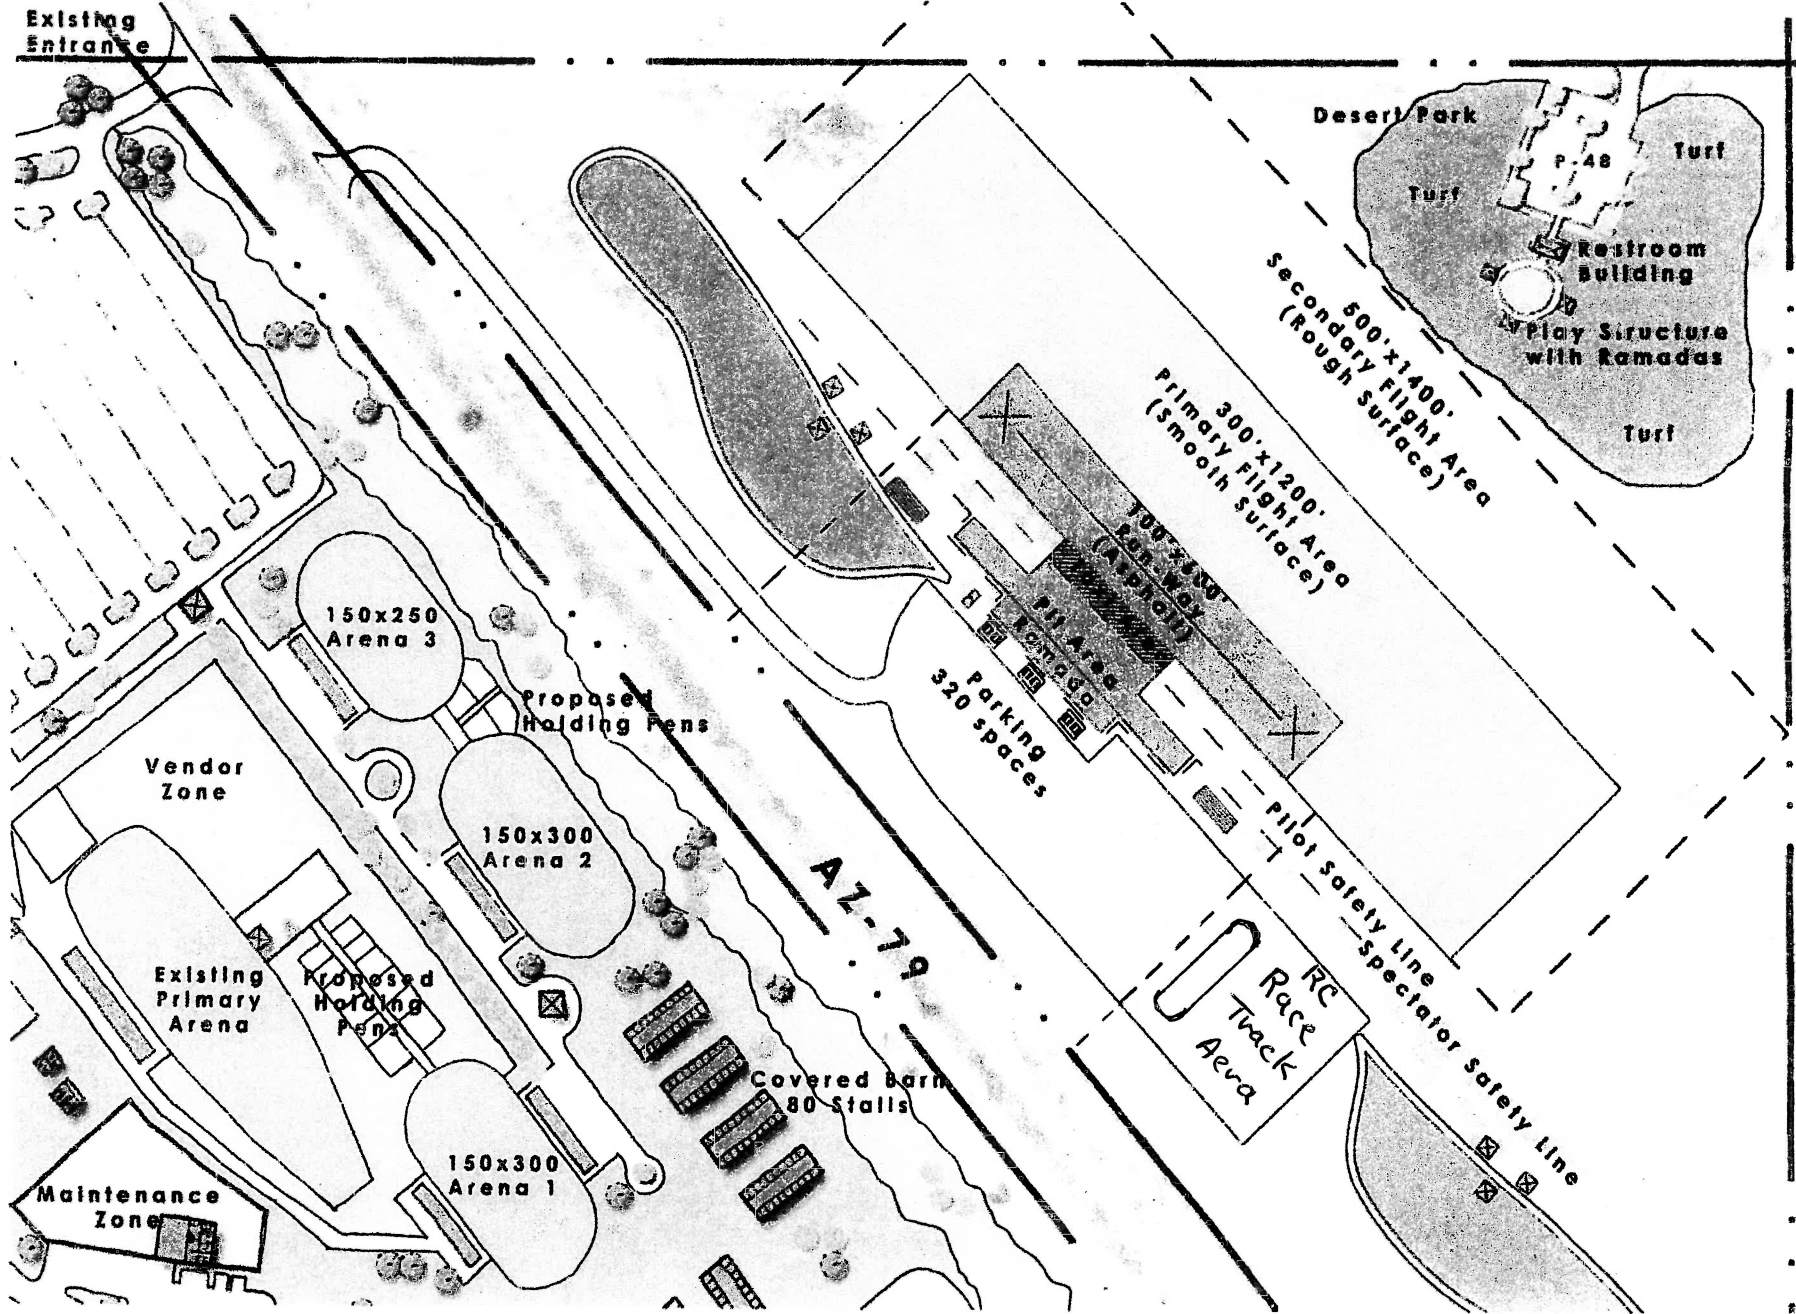 Existing
Entrance
Desert Park
P-48
Turf
Turf
Restroom
Building
Play Structure
with Ramadas
Turf
500'x1400'
Secondary Flight Area
(Rough Surface)
300'x1200'
Primary Flight Area
(Smooth Surface)
Run-Way
(Asphalt)
Pit Area
Ramada
Parking
320 spaces
150x250
Arena 3
Proposed
Holding Pens
Vendor
Zone
150x300
Arena 2
AZ-79
Pilot Safety Line
Spectator Safety Line
RC
Race
Track
Aera
Existing
Primary
Arena
Proposed
Holding
Pens
Covered Barn
80 Stalls
150x300
Arena 1
Maintenance
Zone